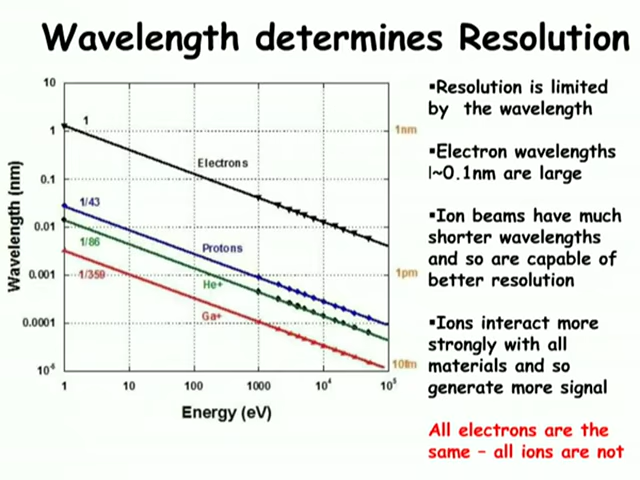 Wavelength determines Resolution
10
1
0.1
0.01
0.001
0.0001
10⁻⁵
Wavelength (nm)
1
1/43
1/86
1/359
Electrons
Protons
He+
Ga+
1nm
1pm
10fm
1
10
100
1000
10⁴
10⁵
Energy (eV)
▪Resolution is limited
by the wavelength
▪Electron wavelengths
|~0.1nm are large
▪Ion beams have much
shorter wavelengths
and so are capable of
better resolution
▪Ions interact more
strongly with all
materials and so
generate more signal
All electrons are the
same – all ions are not